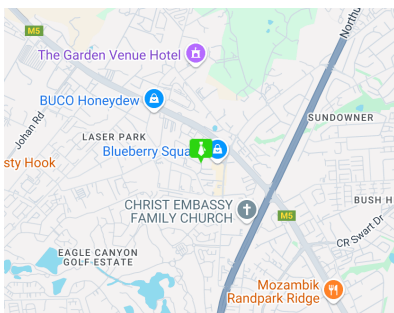 M5
Northu
The Garden Venue Hotel
BUCO Honeydew
Johan Rd
SUNDOWNER
LASER PARK
Blueberry Squa
sty Hook
CHRIST EMBASSY
FAMILY CHURCH
BUSH H
M5
CR Swart Dr
EAGLE CANYON
GOLF ESTATE
Mozambik
Randpark Ridge